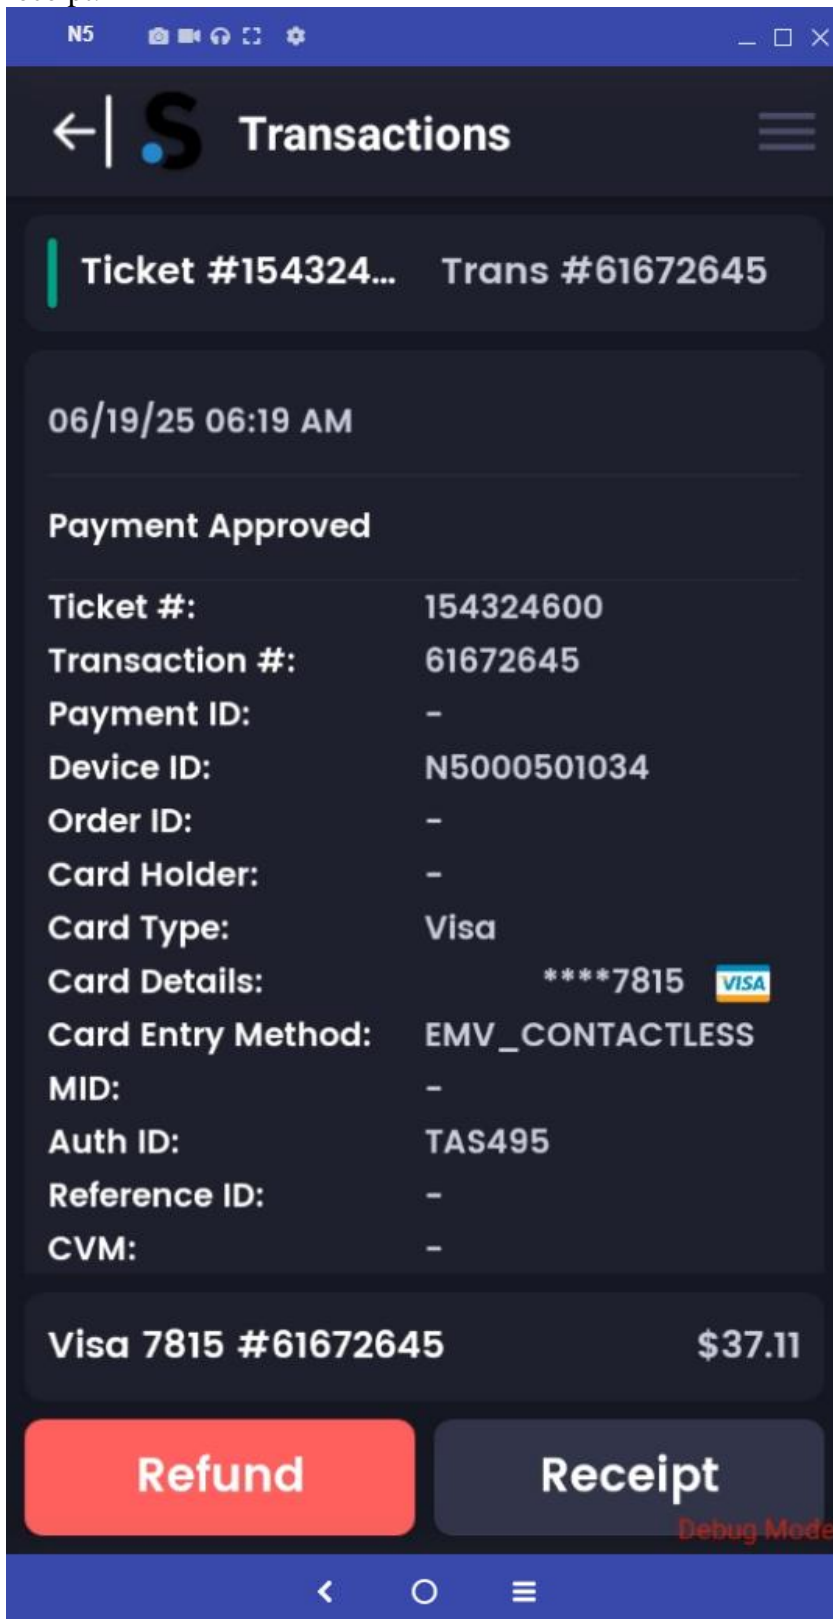 N5
Transactions
Ticket #154324... Trans #61672645
06/19/25 06:19 AM
Payment Approved
Ticket #: 154324600
Transaction #: 61672645
Payment ID: -
Device ID: N5000501034
Order ID: -
Card Holder: -
Card Type: Visa
Card Details: ****7815 VISA
Card Entry Method: EMV_CONTACTLESS
MID: -
Auth ID: TAS495
Reference ID: -
CVM: -
Visa 7815 #61672645 $37.11
Refund Receipt
Debug Mode